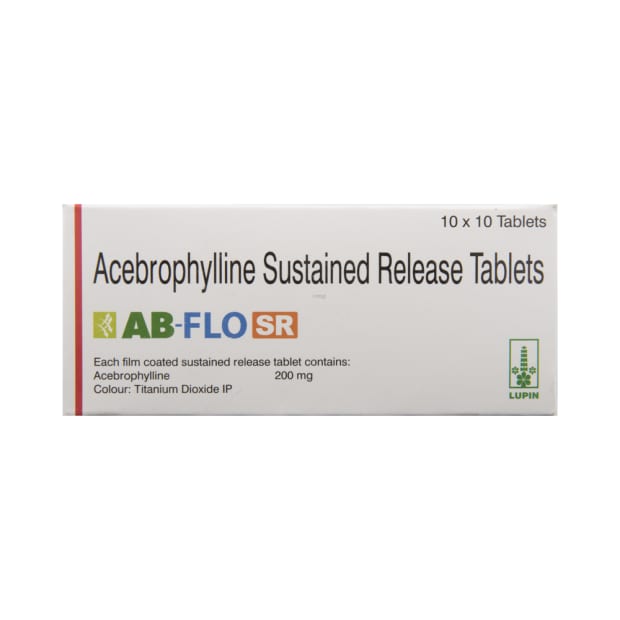 10 x 10 Tablets
Acebrophylline Sustained Release Tablets
AB-FLO SR
Each film coated sustained release tablet contains:
Acebrophylline 200 mg
Colour: Titanium Dioxide IP
LUPIN